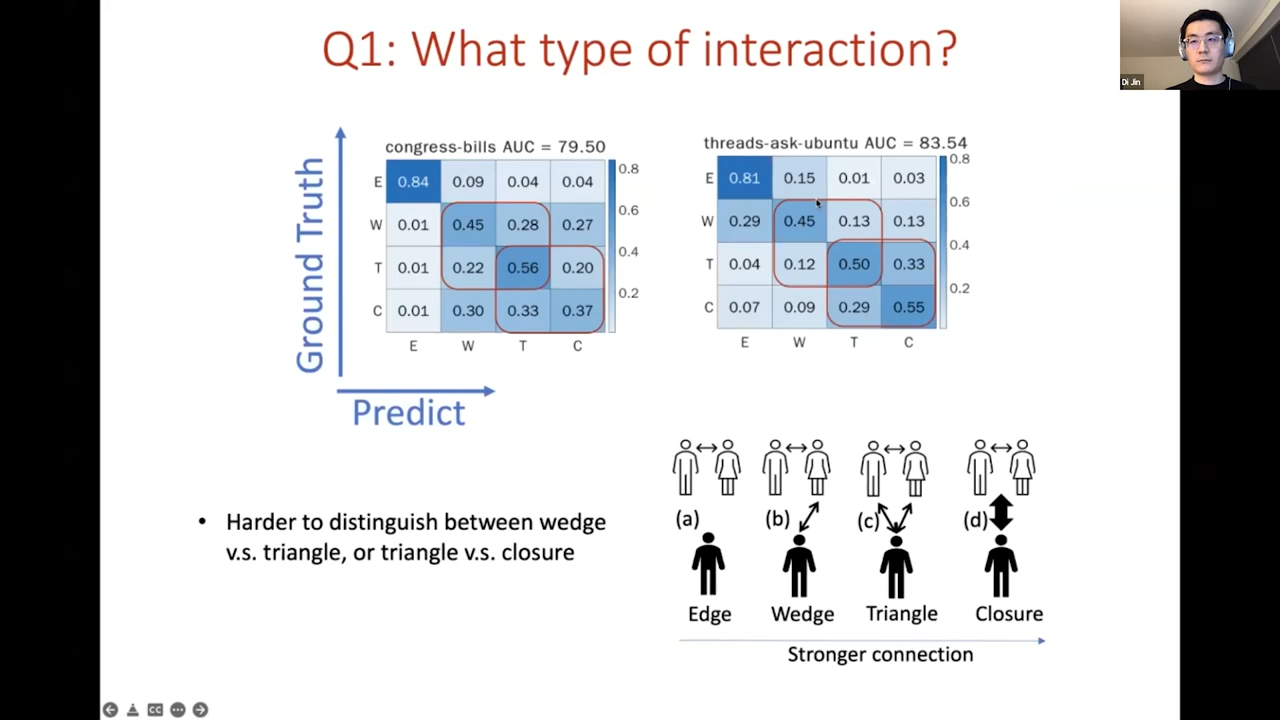 Q1: What type of interaction?
Di Jin
Ground Truth
congress-bills AUC = 79.50
E 0.84 0.09 0.04 0.04
W 0.01 0.45 0.28 0.27
T 0.01 0.22 0.56 0.20
C 0.01 0.30 0.33 0.37
E W T C
0.8
0.6
0.4
0.2
Predict
threads-ask-ubuntu AUC = 83.54
E 0.81 0.15 0.01 0.03
W 0.29 0.45 0.13 0.13
T 0.04 0.12 0.50 0.33
C 0.07 0.09 0.29 0.55
E W T C
0.8
0.6
0.4
0.2
• Harder to distinguish between wedge
v.s. triangle, or triangle v.s. closure
(a) (b) (c) (d)
Edge Wedge Triangle Closure
Stronger connection
CC